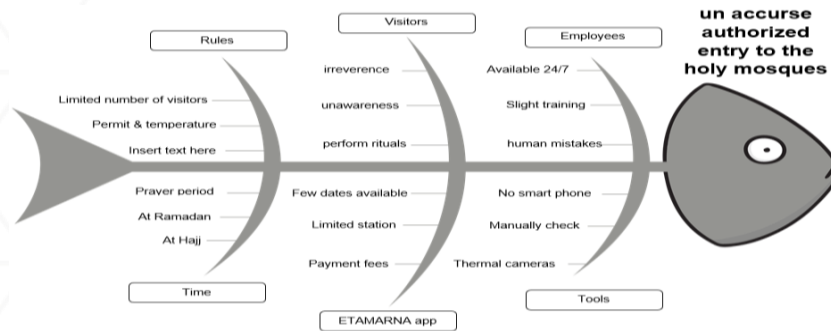 un accurse
authorized
entry to the
holy mosques
Rules
Visitors
Employees
Limited number of visitors
Permit & temperature
Insert text here
irreverence
unawareness
perform rituals
Available 24/7
Slight training
human mistakes
Prayer period
At Ramadan
At Hajj
Few dates available
Limited station
Payment fees
No smart phone
Manually check
Thermal cameras
Time
ETAMARNA app
Tools